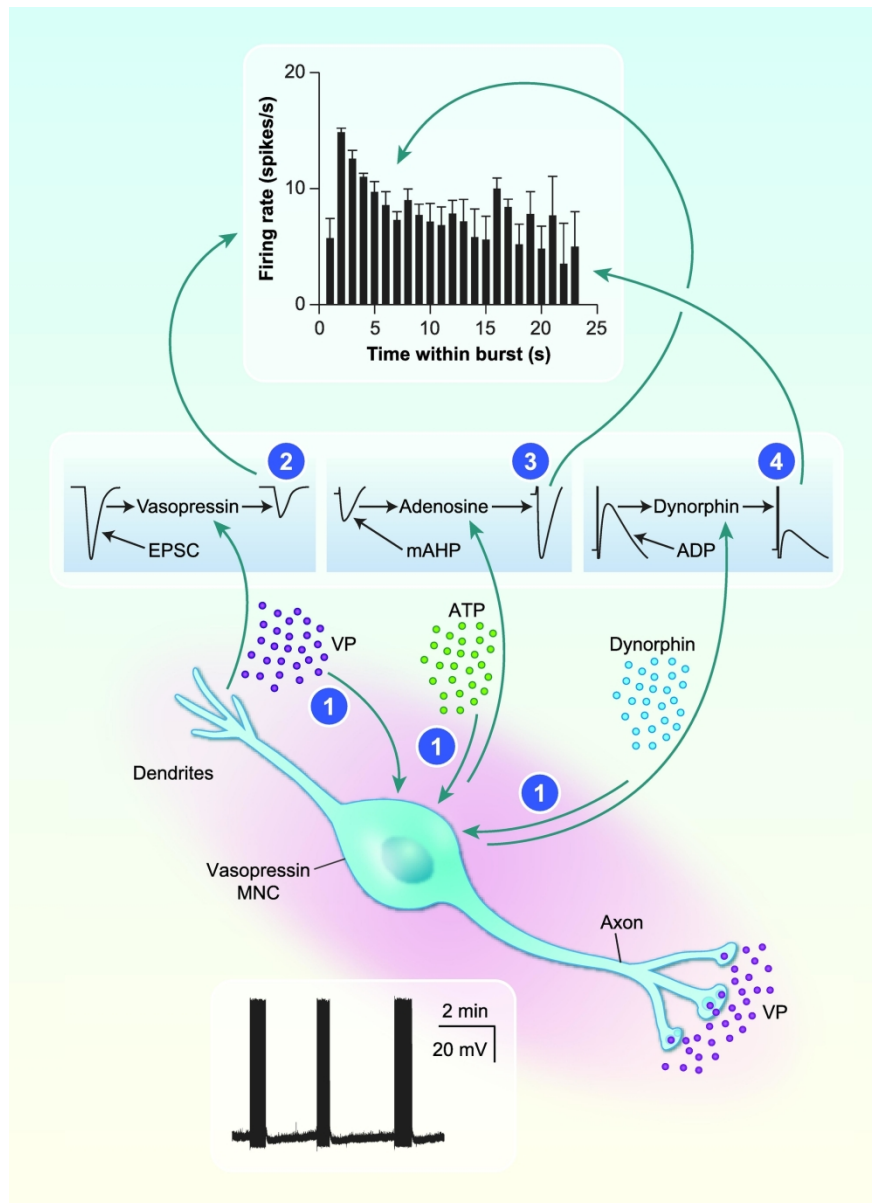 20
10
0
Firing rate (spikes/s)
0 5 10 15 20 25
Time within burst (s)
2
Vasopressin
EPSC
3
Adenosine
mAHP
4
Dynorphin
ADP
VP
ATP
Dynorphin
1
1
1
Dendrites
Vasopressin
MNC
Axon
VP
2 min
20 mV